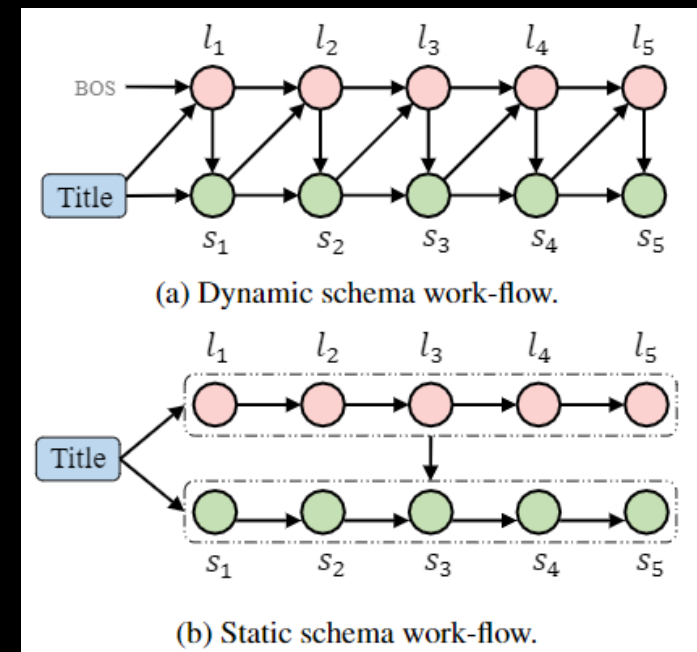 l₁ l₂ l₃ l₄ l₅
BOS
Title
s₁ s₂ s₃ s₄ s₅
(a) Dynamic schema work-flow.
l₁ l₂ l₃ l₄ l₅
Title
s₁ s₂ s₃ s₄ s₅
(b) Static schema work-flow.